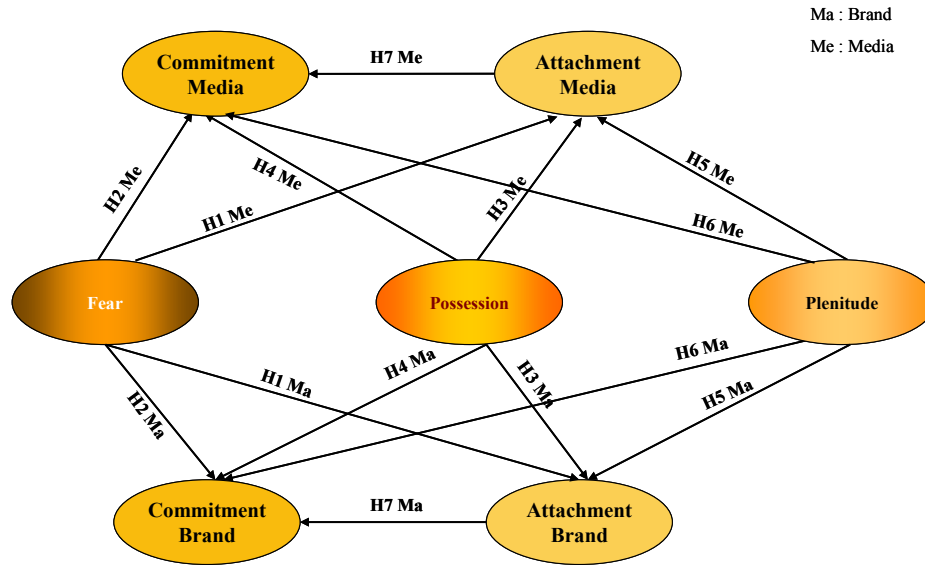 Ma : Brand
Me : Media
Commitment
Media
H7 Me
Attachment
Media
H2 Me
H4 Me
H1 Me
H3 Me
H5 Me
H6 Me
Fear
Possession
Plenitude
H2 Ma
H1 Ma
H4 Ma
H3 Ma
H6 Ma
H5 Ma
Commitment
Brand
H7 Ma
Attachment
Brand